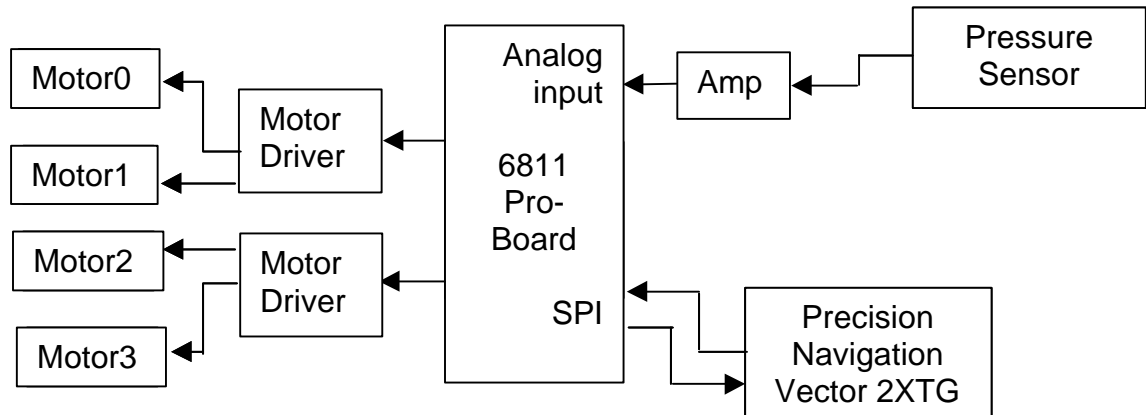 Motor0
Motor1
Motor2
Motor3
Motor
Driver
Motor
Driver
Analog
input
6811
Pro-
Board
SPI
Amp
Pressure
Sensor
Precision
Navigation
Vector 2XTG